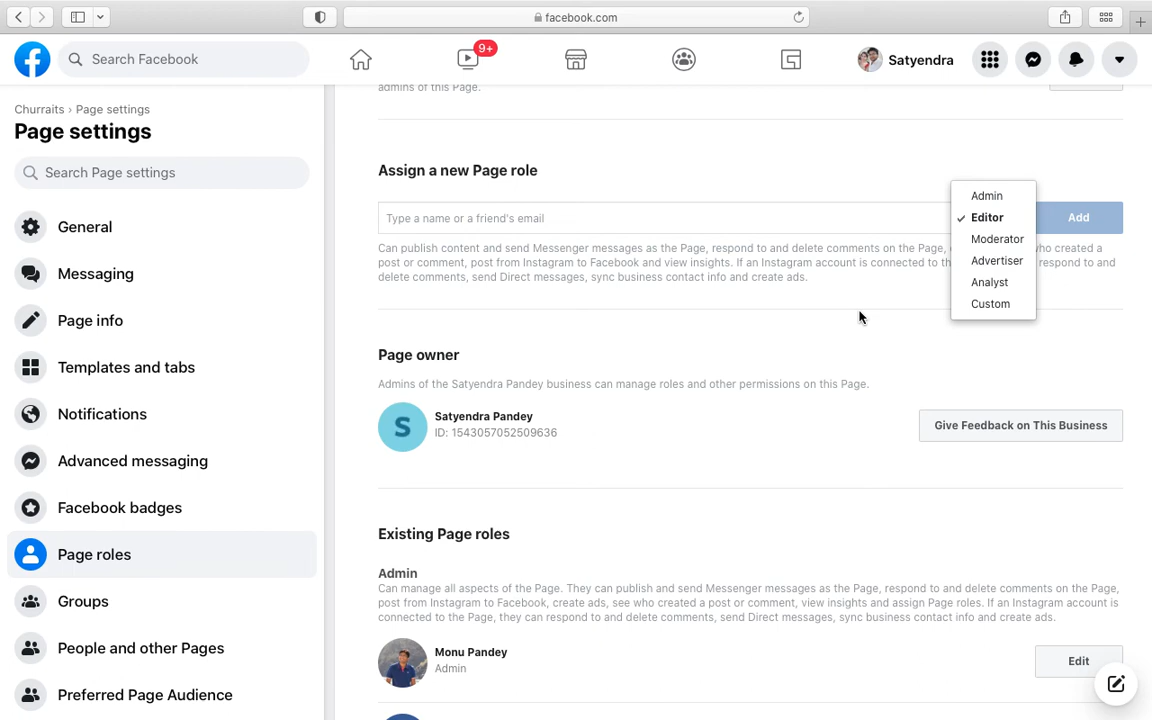 facebook.com
Search Facebook
9+
Satyendra
Churraits › Page settings
Page settings
Search Page settings
General
Messaging
Page info
Templates and tabs
Notifications
Advanced messaging
Facebook badges
Page roles
Groups
People and other Pages
Preferred Page Audience
admins of this Page.
Assign a new Page role
Type a name or a friend's email
Add
Admin
✓ Editor
Moderator
Advertiser
Analyst
Custom
Can publish content and send Messenger messages as the Page, respond to and delete comments on the Page, who created a
post or comment, post from Instagram to Facebook and view insights. If an Instagram account is connected to respond to and
delete comments, send Direct messages, sync business contact info and create ads.
Page owner
Admins of the Satyendra Pandey business can manage roles and other permissions on this Page.
S
Satyendra Pandey
ID: 1543057052509636
Give Feedback on This Business
Existing Page roles
Admin
Can manage all aspects of the Page. They can publish and send Messenger messages as the Page, respond to and delete comments on the Page,
post from Instagram to Facebook, create ads, see who created a post or comment, view insights and assign Page roles. If an Instagram account is
connected to the Page, they can respond to and delete comments, send Direct messages, sync business contact info and create ads.
Monu Pandey
Admin
Edit